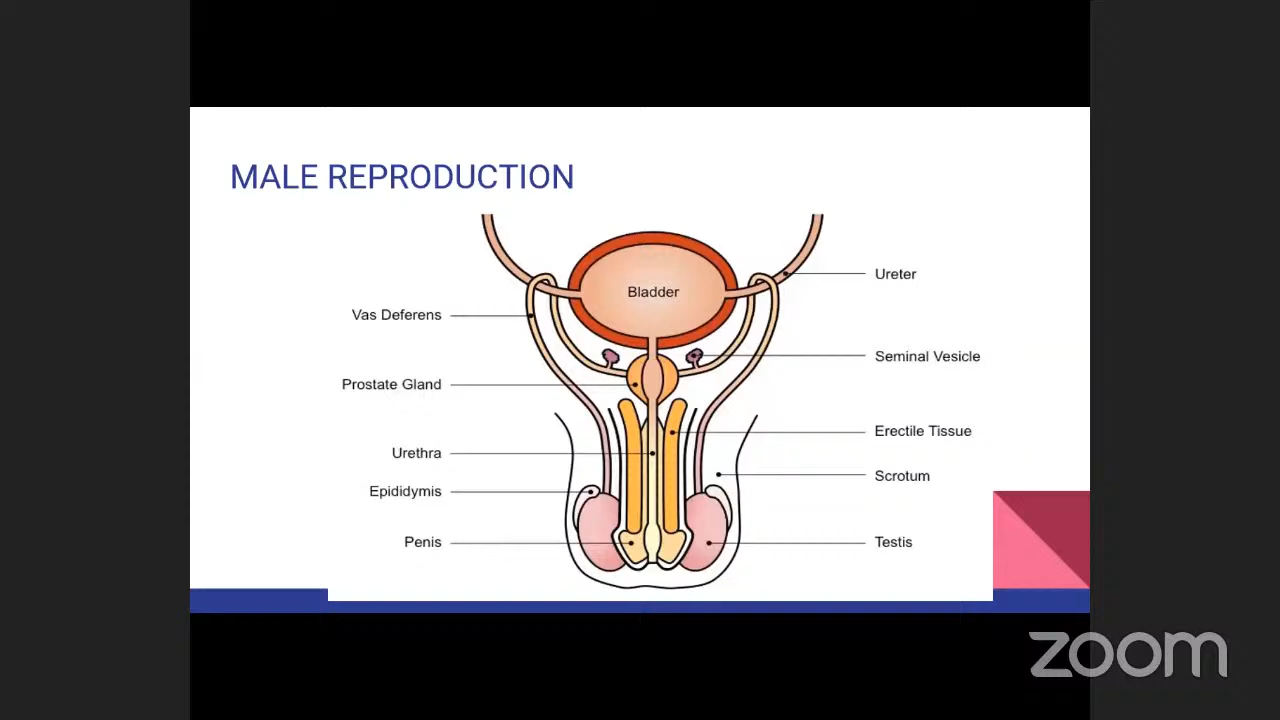 MALE REPRODUCTION
Bladder
Ureter
Vas Deferens
Seminal Vesicle
Prostate Gland
Erectile Tissue
Urethra
Scrotum
Epididymis
Penis
Testis
zoom